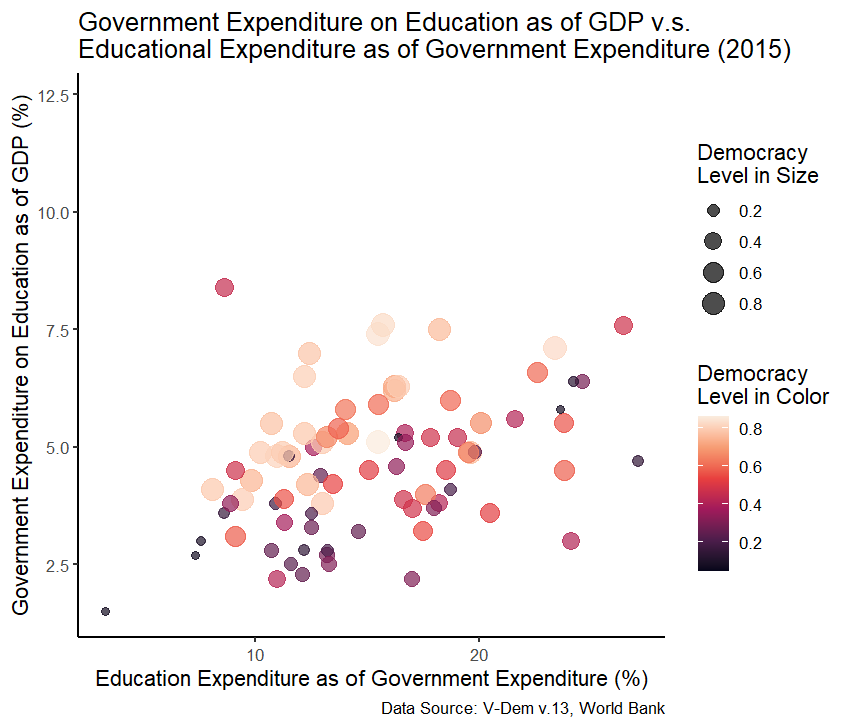 Government Expenditure on Education as of GDP v.s.
Educational Expenditure as of Government Expenditure (2015)
Government Expenditure on Education as of GDP (%)
12.5
10.0
7.5
5.0
2.5
10
20
Education Expenditure as of Government Expenditure (%)
Data Source: V-Dem v.13, World Bank
Democracy
Level in Size
0.2
0.4
0.6
0.8
Democracy
Level in Color
0.8
0.6
0.4
0.2